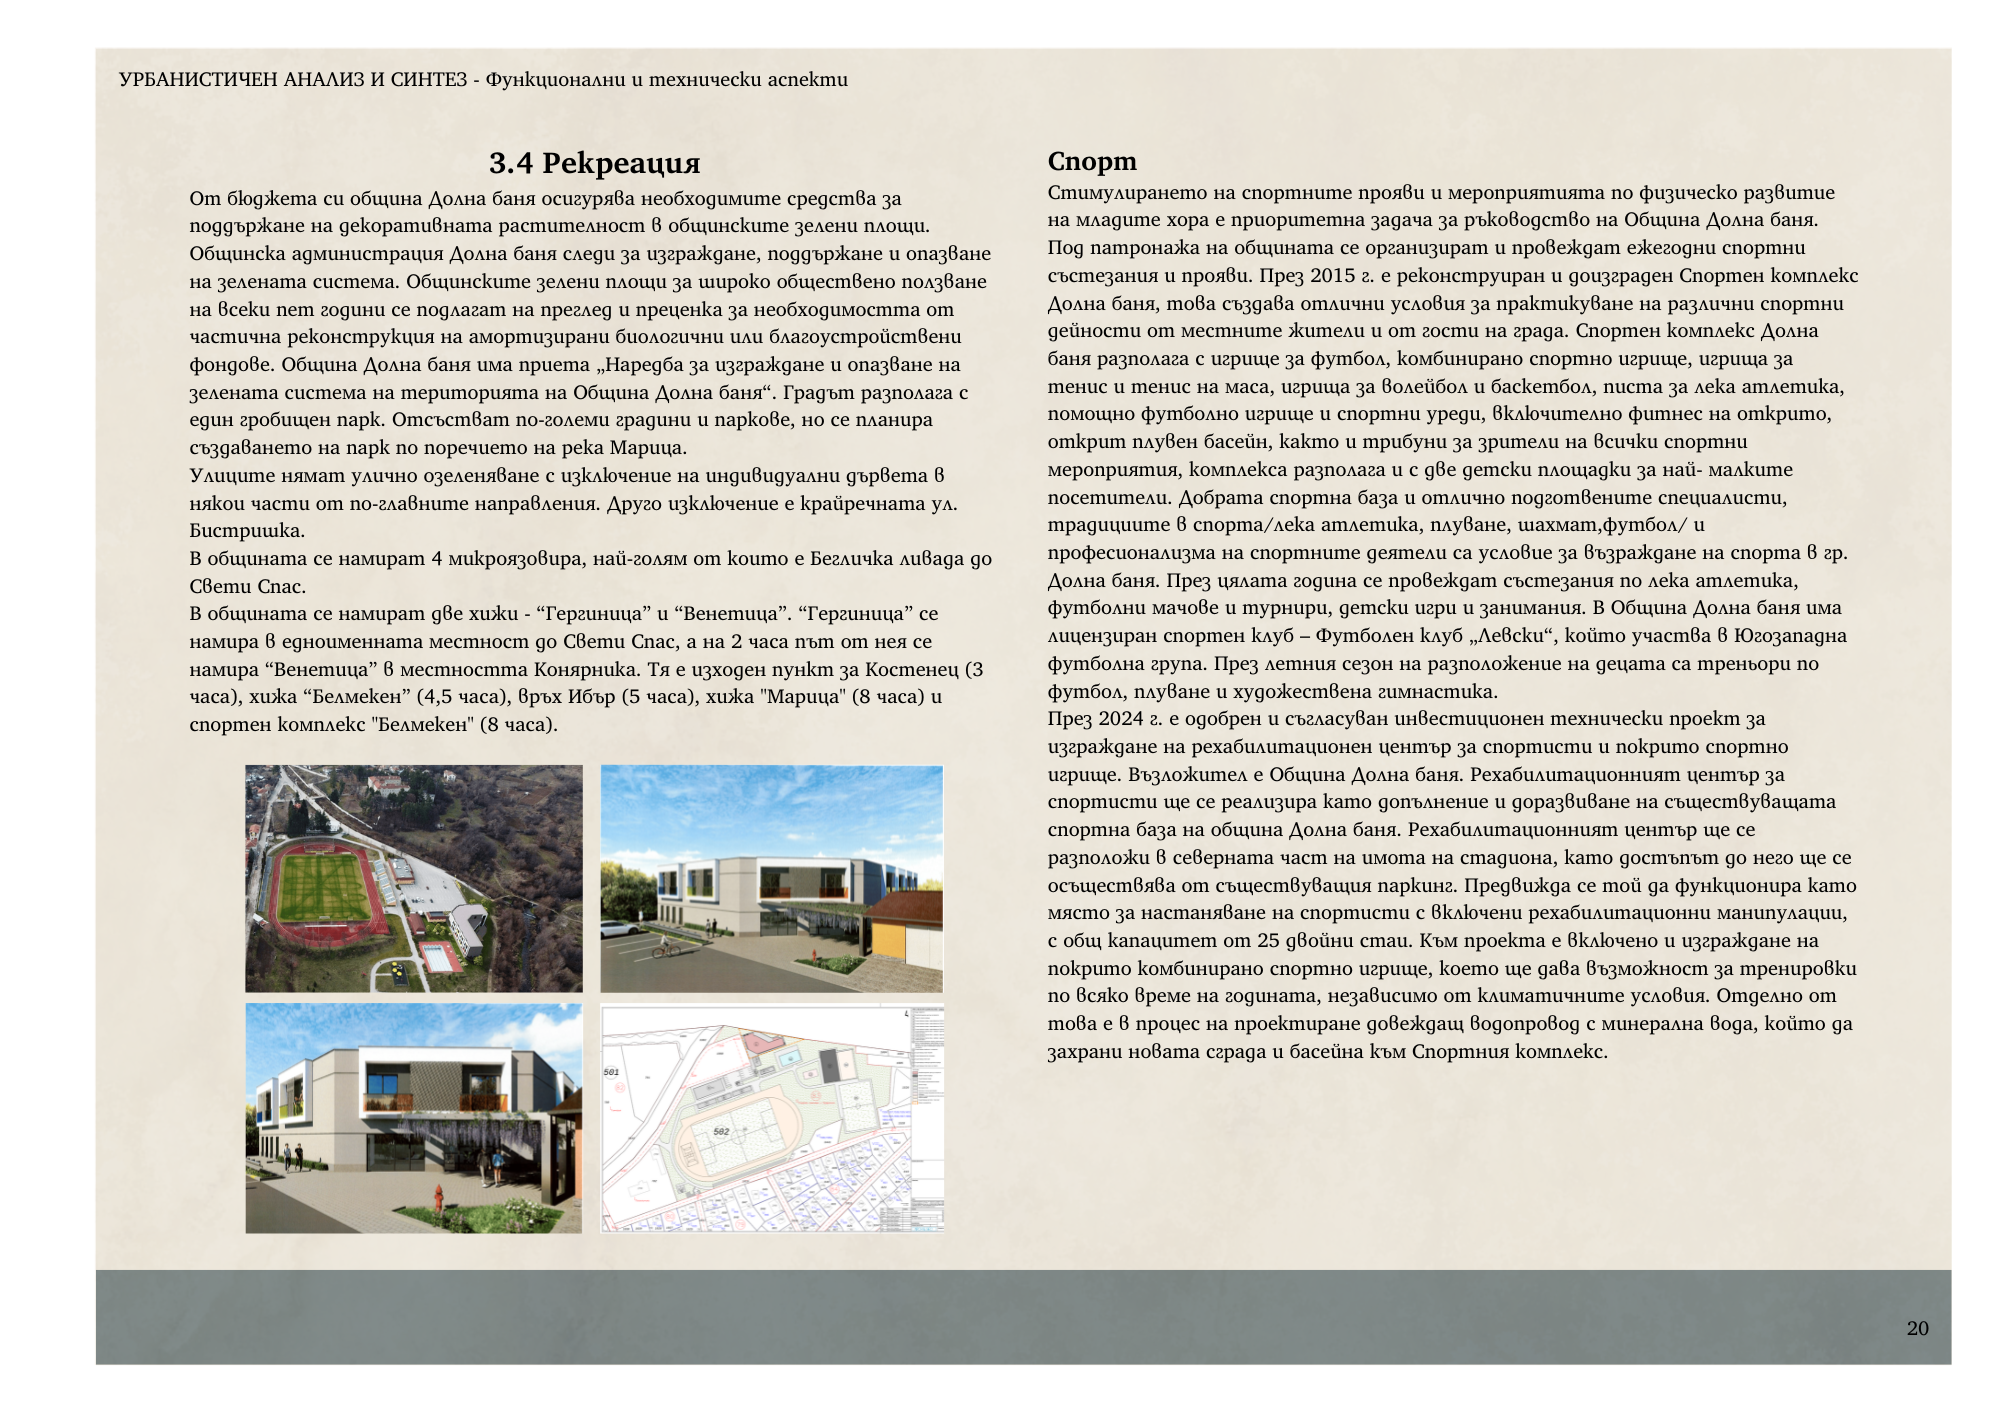 УРБАНИСТИЧЕН АНАЛИЗ И СИНТЕЗ - Функционални и технически аспекти
3.4 Рекреация
От бюджета си община Долна баня осигурява необходимите средства за
поддържане на декоративната растителност в общинските зелени площи.
Общинска администрация Долна баня следи за изграждане, поддържане и опазване
на зелената система. Общинските зелени площи за широко обществено ползване
на всеки пет години се подлагат на преглед и преценка за необходимостта от
частична реконструкция на амортизирани биологични или благоустройствени
фондове. Община Долна баня има приета „Наредба за изграждане и опазване на
зелената система на територията на Община Долна баня“. Градът разполага с
един гробищен парк. Отсъстват по-големи градини и паркове, но се планира
създаването на парк по поречието на река Марица.
Улиците нямат улично озеленяване с изключение на индивидуални дървета в
някои части от по-главните направления. Друго изключение е крайречната ул.
Бистришка.
В общината се намират 4 микроязовира, най-голям от които е Бегличка ливада до
Свети Спас.
В общината се намират две хижи - “Гергиница” и “Венетица”. “Гергиница” се
намира в едноименната местност до Свети Спас, а на 2 часа път от нея се
намира “Венетица” в местността Конярника. Тя е изходен пункт за Костенец (3
часа), хижа “Белмекен” (4,5 часа), връх Ибър (5 часа), хижа "Марица" (8 часа) и
спортен комплекс "Белмекен" (8 часа).
501
502
Спорт
Стимулирането на спортните прояви и мероприятията по физическо развитие
на младите хора е приоритетна задача за ръководство на Община Долна баня.
Под патронажа на общината се организират и провеждат ежегодни спортни
състезания и прояви. През 2015 г. е реконструиран и доизграден Спортен комплекс
Долна баня, това създава отлични условия за практикуване на различни спортни
дейности от местните жители и от гости на града. Спортен комплекс Долна
баня разполага с игрище за футбол, комбинирано спортно игрище, игрища за
тенис и тенис на маса, игрища за волейбол и баскетбол, писта за лека атлетика,
помощно футболно игрище и спортни уреди, включително фитнес на открито,
открит плувен басейн, както и трибуни за зрители на всички спортни
мероприятия, комплекса разполага и с две детски площадки за най- малките
посетители. Добрата спортна база и отлично подготвените специалисти,
традициите в спорта/лека атлетика, плуване, шахмат,футбол/ и
професионализма на спортните деятели са условие за възраждане на спорта в гр.
Долна баня. През цялата година се провеждат състезания по лека атлетика,
футболни мачове и турнири, детски игри и занимания. В Община Долна баня има
лицензиран спортен клуб – Футболен клуб „Левски“, който участва в Югозападна
футболна група. През летния сезон на разположение на децата са треньори по
футбол, плуване и художествена гимнастика.
През 2024 г. е одобрен и съгласуван инвестиционен технически проект за
изграждане на рехабилитационен център за спортисти и покрито спортно
игрище. Възложител е Община Долна баня. Рехабилитационният център за
спортисти ще се реализира като допълнение и доразвиване на съществуващата
спортна база на община Долна баня. Рехабилитационният център ще се
разположи в северната част на имота на стадиона, като достъпът до него ще се
осъществява от съществуващия паркинг. Предвижда се той да функционира като
място за настаняване на спортисти с включени рехабилитационни манипулации,
с общ капацитет от 25 двойни стаи. Към проекта е включено и изграждане на
покрито комбинирано спортно игрище, което ще дава възможност за тренировки
по всяко време на годината, независимо от климатичните условия. Отделно от
това е в процес на проектиране довеждащ водопровод с минерална вода, който да
захрани новата сграда и басейна към Спортния комплекс.
20